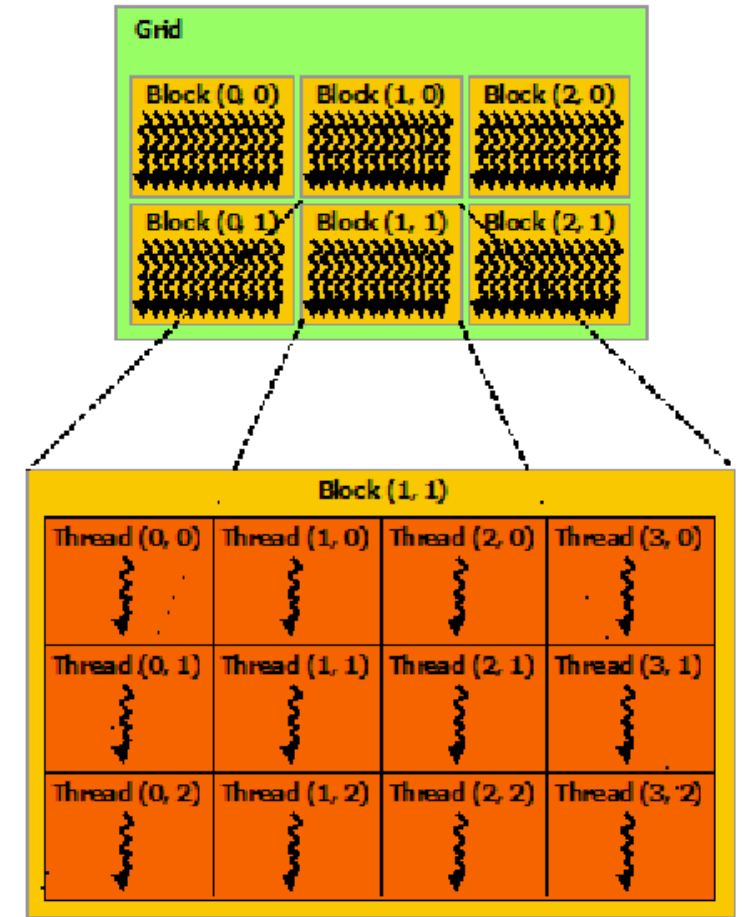 Grid
Block (0, 0) Block (1, 0) Block (2, 0)
Block (0, 1) Block (1, 1) Block (2, 1)
Block (1, 1)
Thread (0, 0) Thread (1, 0) Thread (2, 0) Thread (3, 0)
Thread (0, 1) Thread (1, 1) Thread (2, 1) Thread (3, 1)
Thread (0, 2) Thread (1, 2) Thread (2, 2) Thread (3, 2)